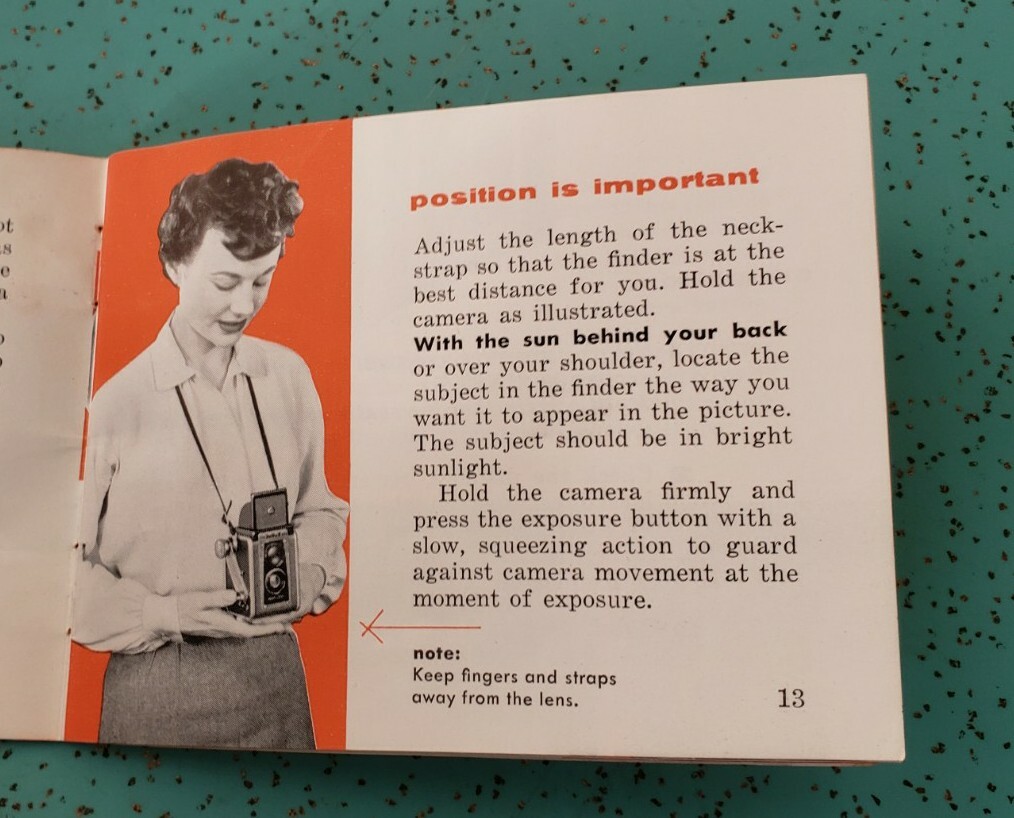 position is important
Adjust the length of the neck-
strap so that the finder is at the
best distance for you. Hold the
camera as illustrated.
With the sun behind your back
or over your shoulder, locate the
subject in the finder the way you
want it to appear in the picture.
The subject should be in bright
sunlight.
Hold the camera firmly and
press the exposure button with a
slow, squeezing action to guard
against camera movement at the
moment of exposure.
note:
Keep fingers and straps
away from the lens.
13